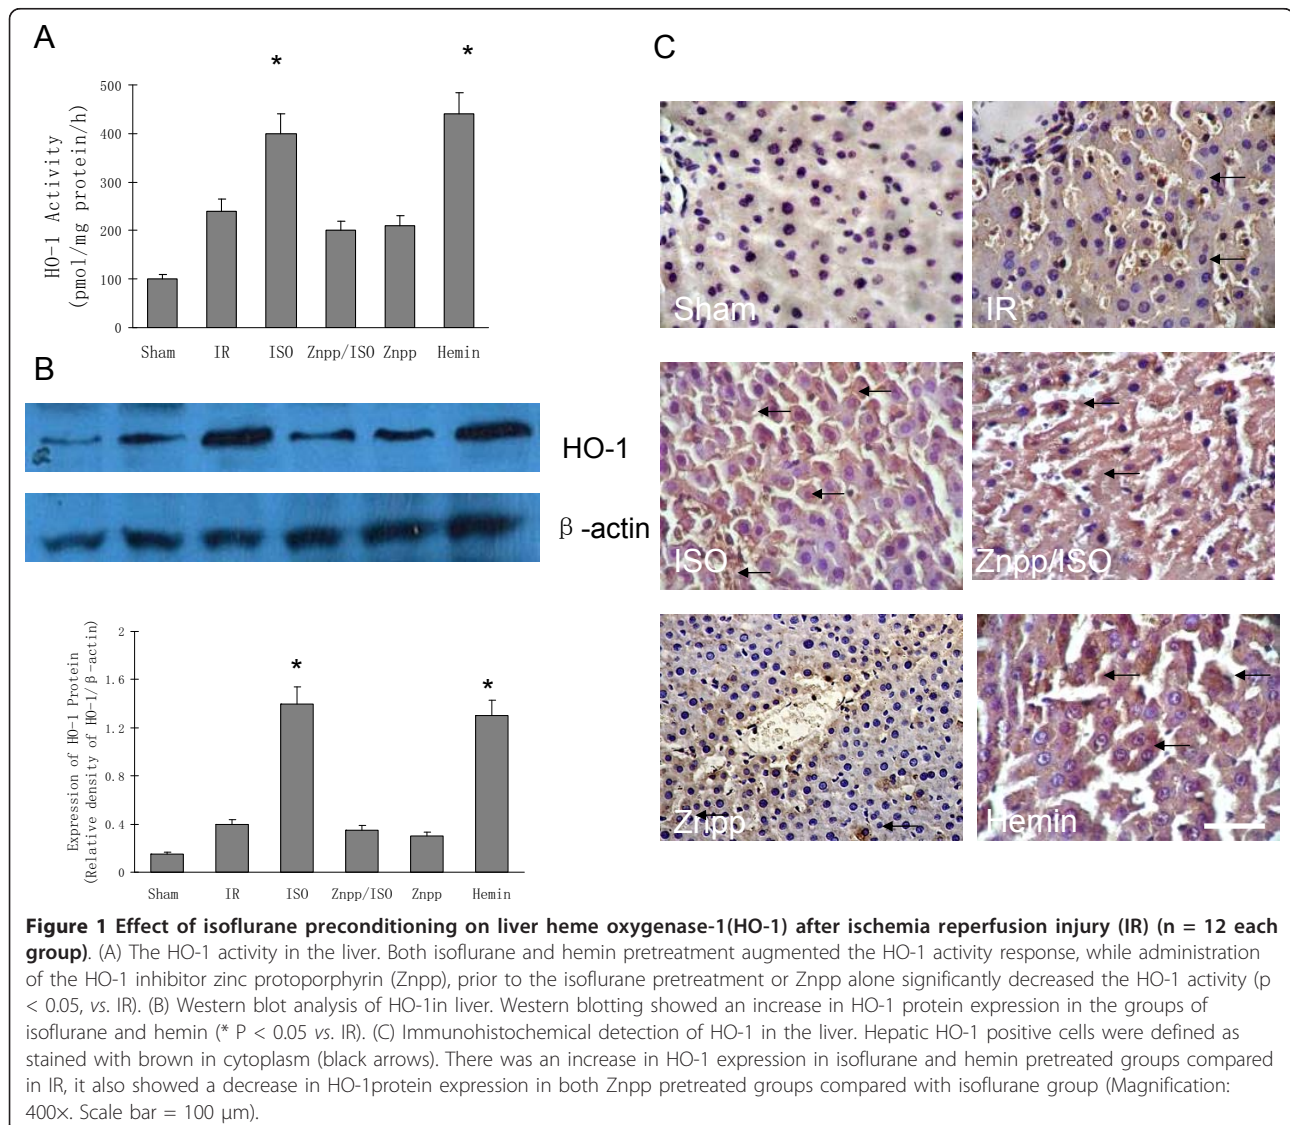 A
*
*
HO-1 Activity
(pmol/mg protein/h)
500
400
300
200
100
0
Sham IR ISO Znpp/ISO Znpp Hemin
B
HO-1
β-actin
Expression of HO-1 Protein
(Relative density of HO-1/β-actin)
2
1.6
1.2
0.8
0.4
0
*
*
Sham IR ISO Znpp/ISO Znpp Hemin
C
Sham
IR
ISO
Znpp/ISO
Znpp
Hemin
Figure 1 Effect of isoflurane preconditioning on liver heme oxygenase-1(HO-1) after ischemia reperfusion injury (IR) (n = 12 each
group). (A) The HO-1 activity in the liver. Both isoflurane and hemin pretreatment augmented the HO-1 activity response, while administration
of the HO-1 inhibitor zinc protoporphyrin (Znpp), prior to the isoflurane pretreatment or Znpp alone significantly decreased the HO-1 activity (p
< 0.05, vs. IR). (B) Western blot analysis of HO-1in liver. Western blotting showed an increase in HO-1 protein expression in the groups of
isoflurane and hemin (* P < 0.05 vs. IR). (C) Immunohistochemical detection of HO-1 in the liver. Hepatic HO-1 positive cells were defined as
stained with brown in cytoplasm (black arrows). There was an increase in HO-1 expression in isoflurane and hemin pretreated groups compared
in IR, it also showed a decrease in HO-1protein expression in both Znpp pretreated groups compared with isoflurane group (Magnification:
400×. Scale bar = 100 μm).